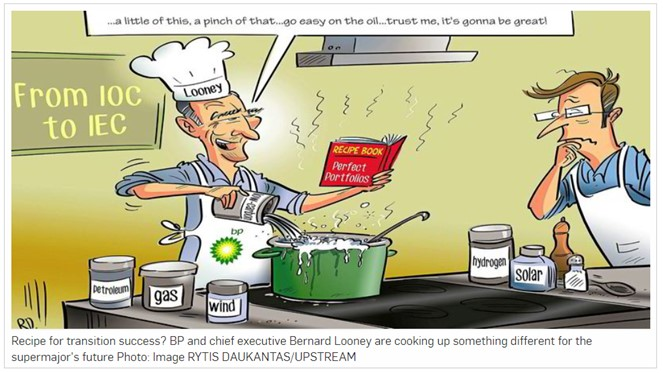 ...a little of this, a pinch of that...go easy on the oil...trust me, it's gonna be great!
Looney
From IOC
to IEC
RECIPE BOOK
Perfect
Portfolios
bp
petroleum
gas
wind
hydrogen
solar
RD.
Recipe for transition success? BP and chief executive Bernard Looney are cooking up something different for the
supermajor's future Photo: Image RYTIS DAUKANTAS/UPSTREAM